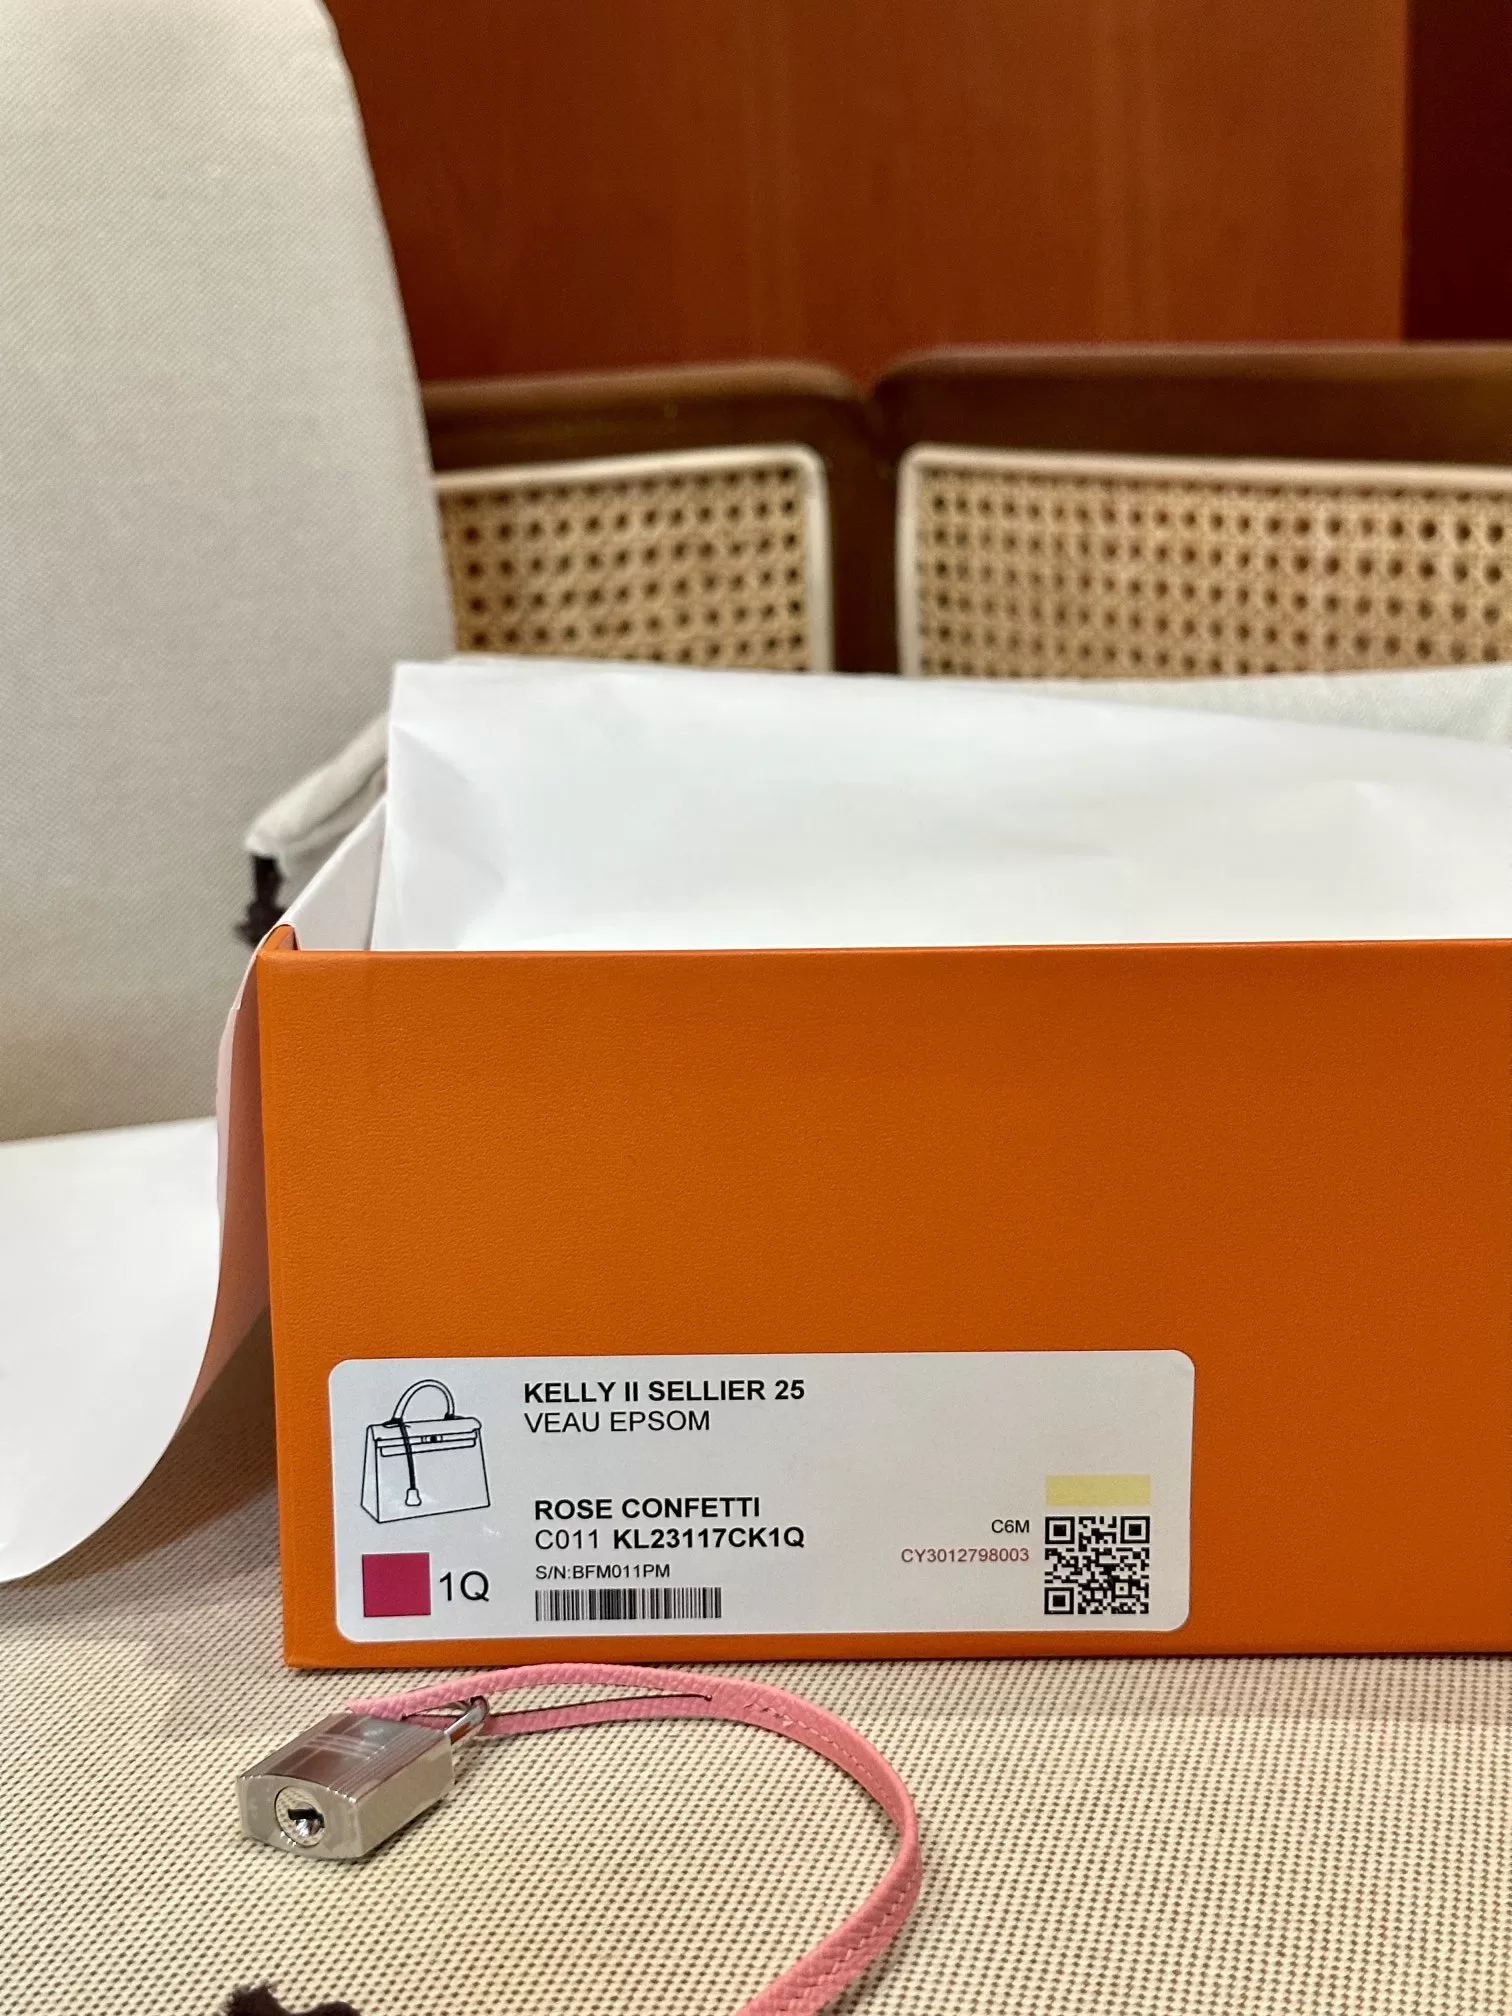 KELLY II SELLIER 25
VEAU EPSOM
ROSE CONFETTI
C011 KL23117CK1Q
S/N:BFM011PM
1Q
C6M
CY3012798003